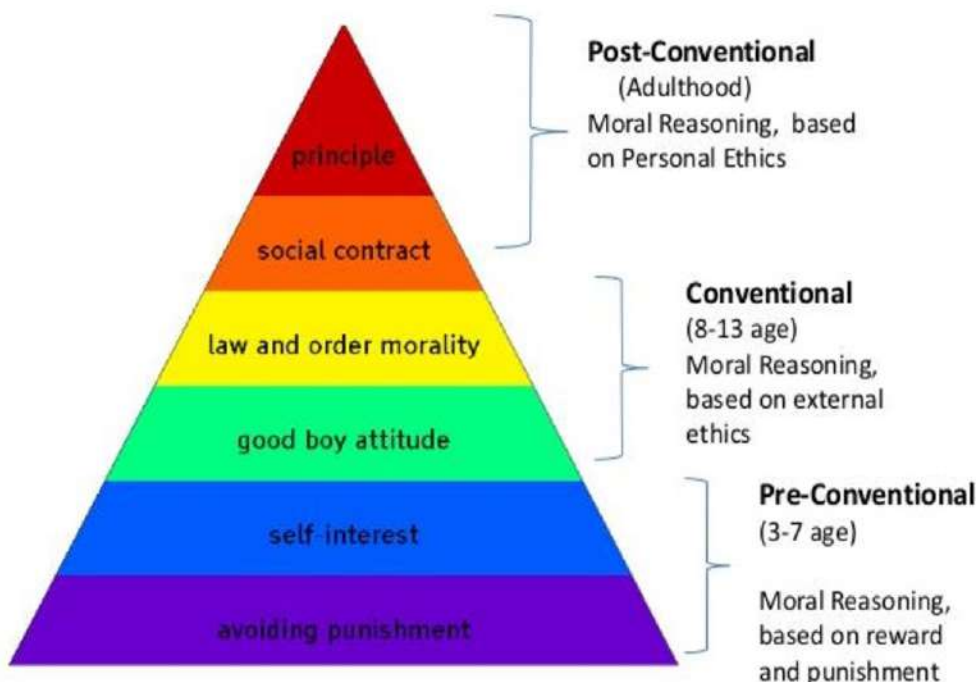 principle
social contract
law and order morality
good boy attitude
self-interest
avoiding punishment
Post-Conventional
(Adulthood)
Moral Reasoning, based
on Personal Ethics
Conventional
(8-13 age)
Moral Reasoning,
based on external
ethics
Pre-Conventional
(3-7 age)
Moral Reasoning,
based on reward
and punishment